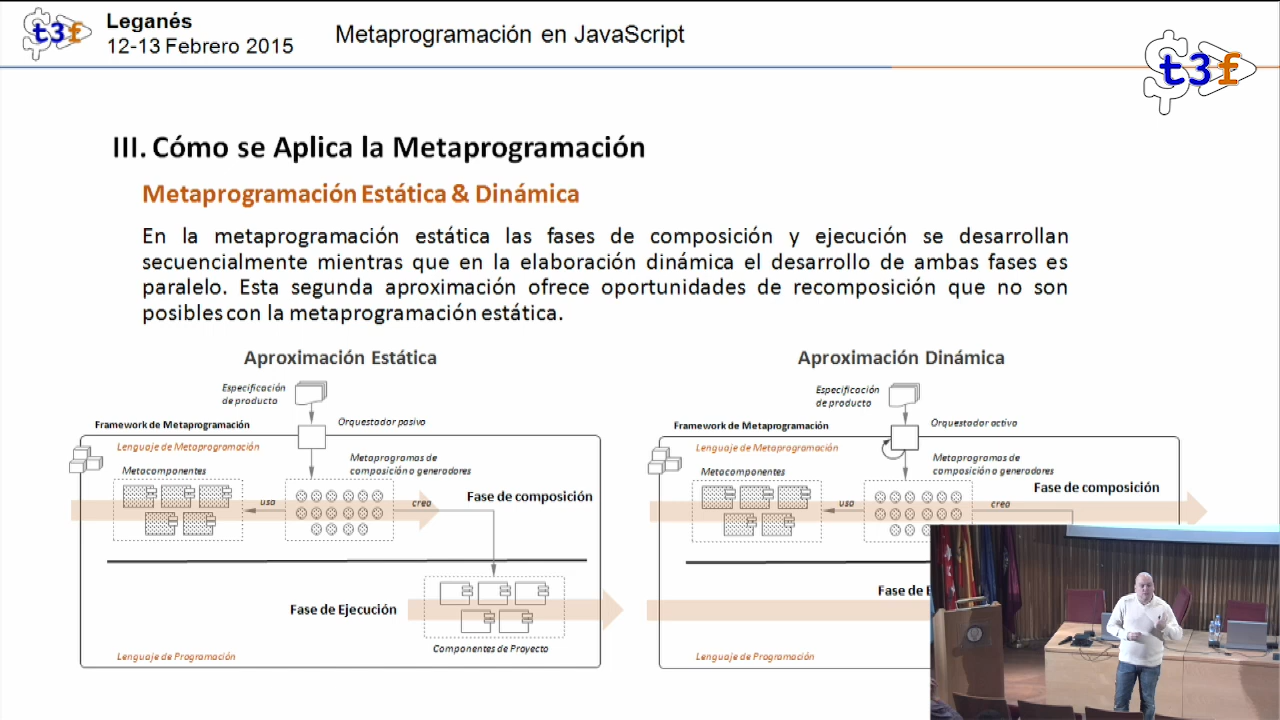 t3f
Leganés
12-13 Febrero 2015
Metaprogramación en JavaScript
t3f
III. Cómo se Aplica la Metaprogramación
Metaprogramación Estática & Dinámica
En la metaprogramación estática las fases de composición y ejecución se desarrollan
secuencialmente mientras que en la elaboración dinámica el desarrollo de ambas fases es
paralelo. Esta segunda aproximación ofrece oportunidades de recomposición que no son
posibles con la metaprogramación estática.
Aproximación Estática
Especificación
de producto
Orquestador pasivo
Framework de Metaprogramación
Lenguaje de Metaprogramación
Metaprogramas de
composición o generadores
Metacomponentes
Fase de composición
usa
crea
Fase de Ejecución
Componentes de Proyecto
Lenguaje de Programación
Aproximación Dinámica
Especificación
de producto
Orquestador activo
Framework de Metaprogramación
Lenguaje de Metaprogramación
Metaprogramas de
composición o generadores
Metacomponentes
Fase de composición
usa
crea
Fase de
Lenguaje de Programación